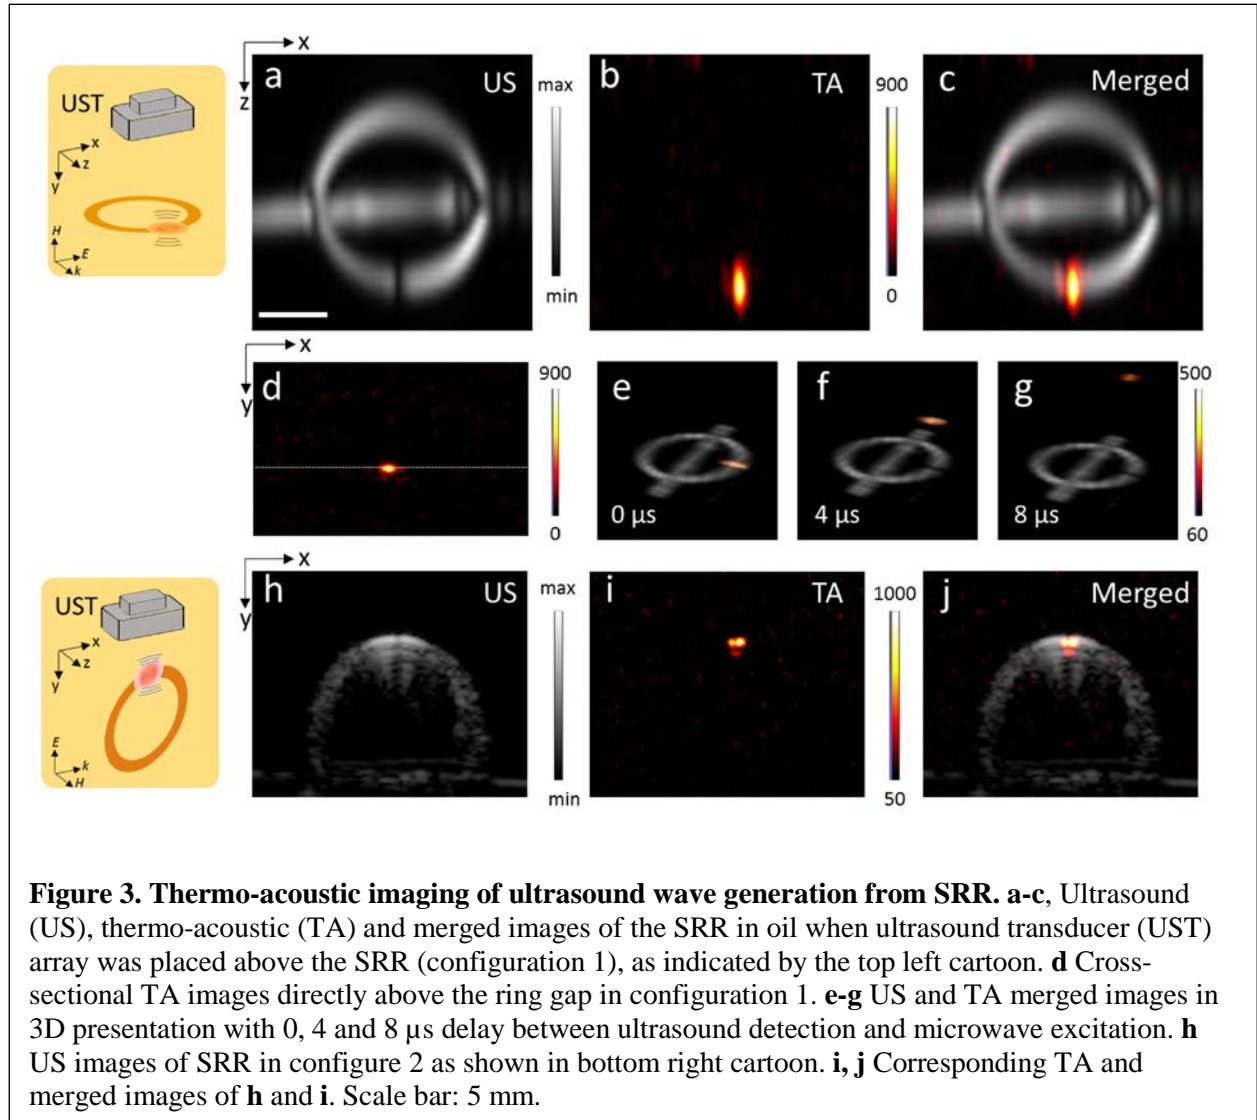 x
z
a
US
max
min
b
TA
900
0
c
Merged
UST
x
z
y
H
E
k
x
y
d
900
0
e
0 µs
f
4 µs
g
8 µs
500
60
x
y
h
US
max
min
i
TA
1000
50
j
Merged
UST
x
z
y
E
k
H
Figure 3. Thermo-acoustic imaging of ultrasound wave generation from SRR. a-c, Ultrasound
(US), thermo-acoustic (TA) and merged images of the SRR in oil when ultrasound transducer (UST)
array was placed above the SRR (configuration 1), as indicated by the top left cartoon. d Cross-
sectional TA images directly above the ring gap in configuration 1. e-g US and TA merged images in
3D presentation with 0, 4 and 8 µs delay between ultrasound detection and microwave excitation. h
US images of SRR in configure 2 as shown in bottom right cartoon. i, j Corresponding TA and
merged images of h and i. Scale bar: 5 mm.